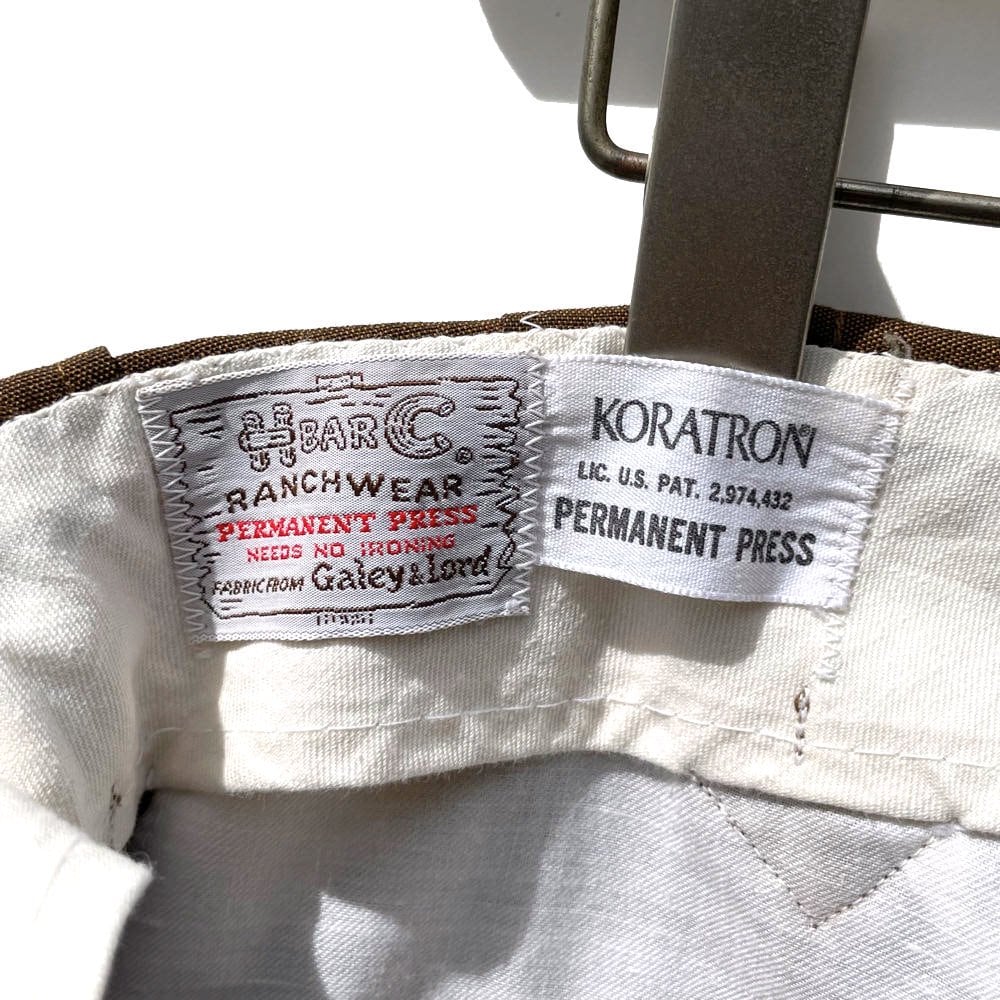 H BAR C®
RANCHWEAR
PERMANENT PRESS
NEEDS NO IRONING
FABRIC FROM Galey & Lord
KORATRON®
LIC. U.S. PAT. 2,974,432
PERMANENT PRESS